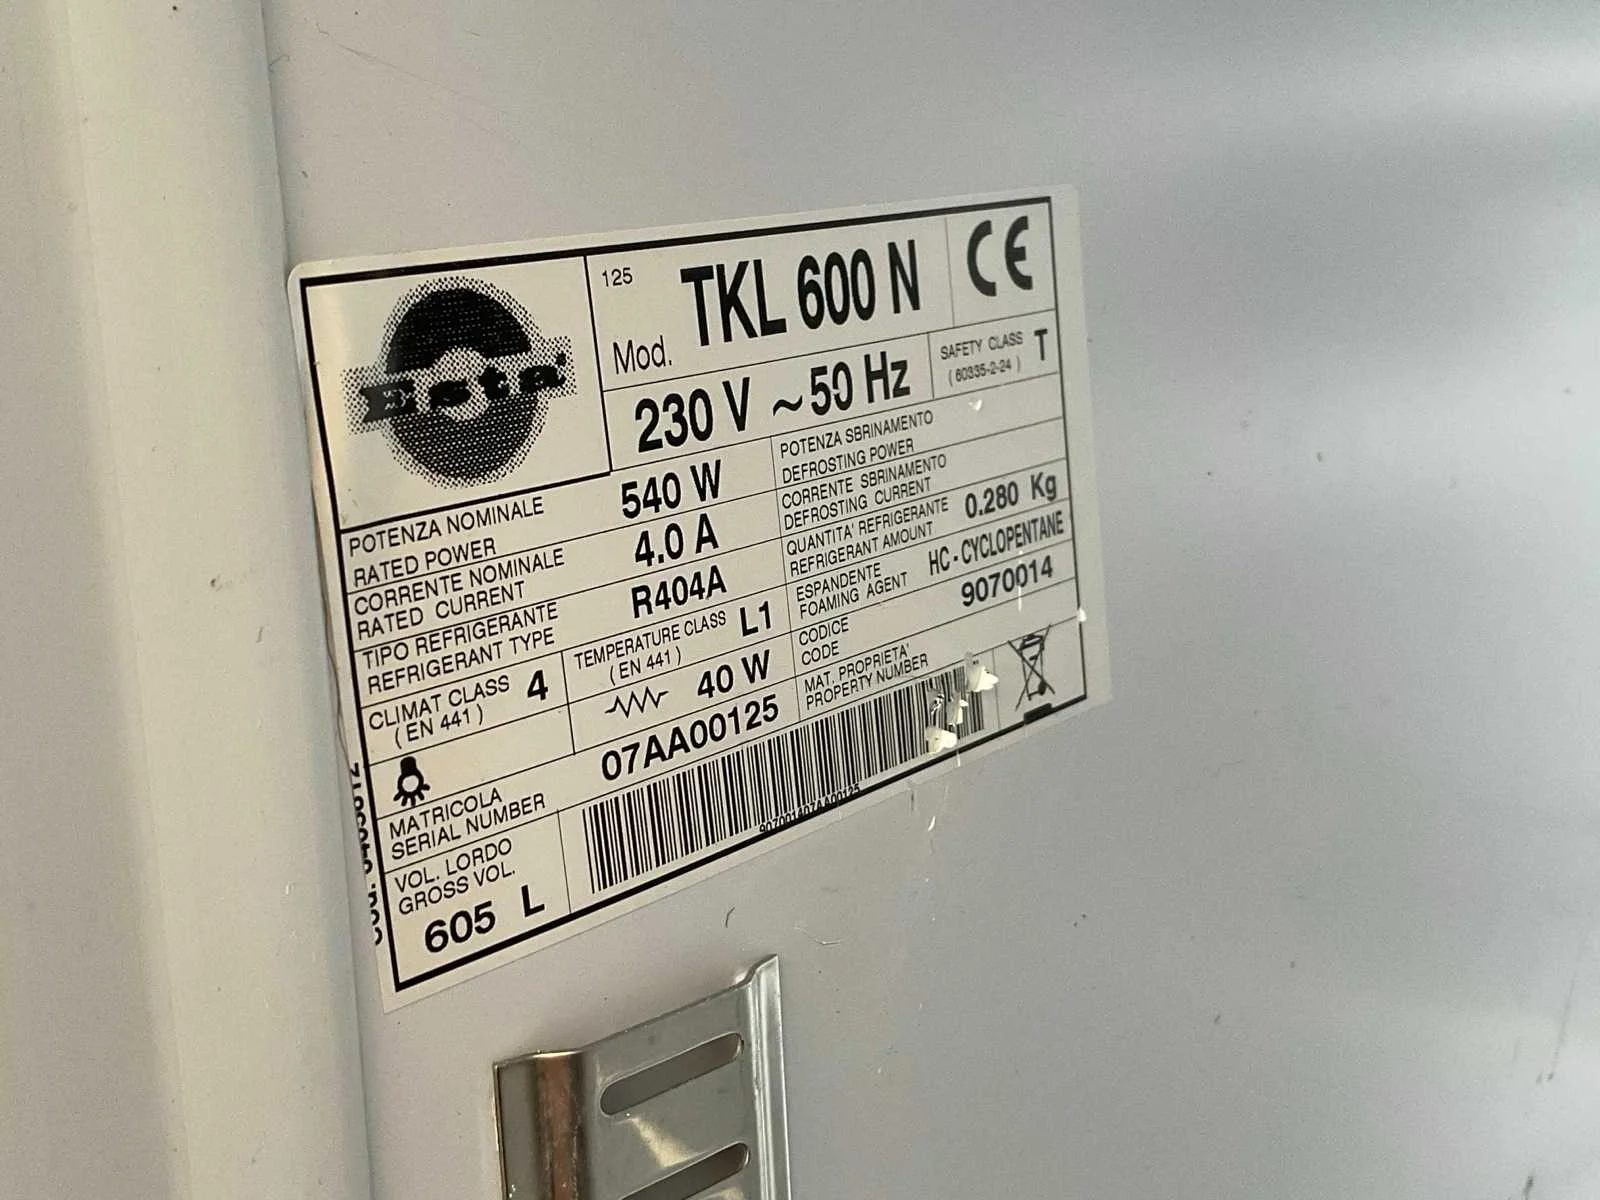 Esta
125
Mod. TKL 600 N
CE
230 V ~ 50 Hz
SAFETY CLASS T
(60335-2-24)
POTENZA NOMINALE
RATED POWER
540 W
POTENZA SBRINAMENTO
DEFROSTING POWER
CORRENTE NOMINALE
RATED CURRENT
4.0 A
CORRENTE SBRINAMENTO
DEFROSTING CURRENT
TIPO REFRIGERANTE
REFRIGERANT TYPE
R404A
QUANTITA' REFRIGERANTE
REFRIGERANT AMOUNT
0.280 Kg
CLIMAT CLASS 4
(EN 441)
TEMPERATURE CLASS L1
(EN 441)
ESPANDENTE
FOAMING AGENT
HC - CYCLOPENTANE
40 W
CODICE
CODE
9070014
MATRICOLA
SERIAL NUMBER
07AA00125
MAT. PROPRIETA'
PROPERTY NUMBER
VOL. LORDO
GROSS VOL.
605 L
907001407AA00125